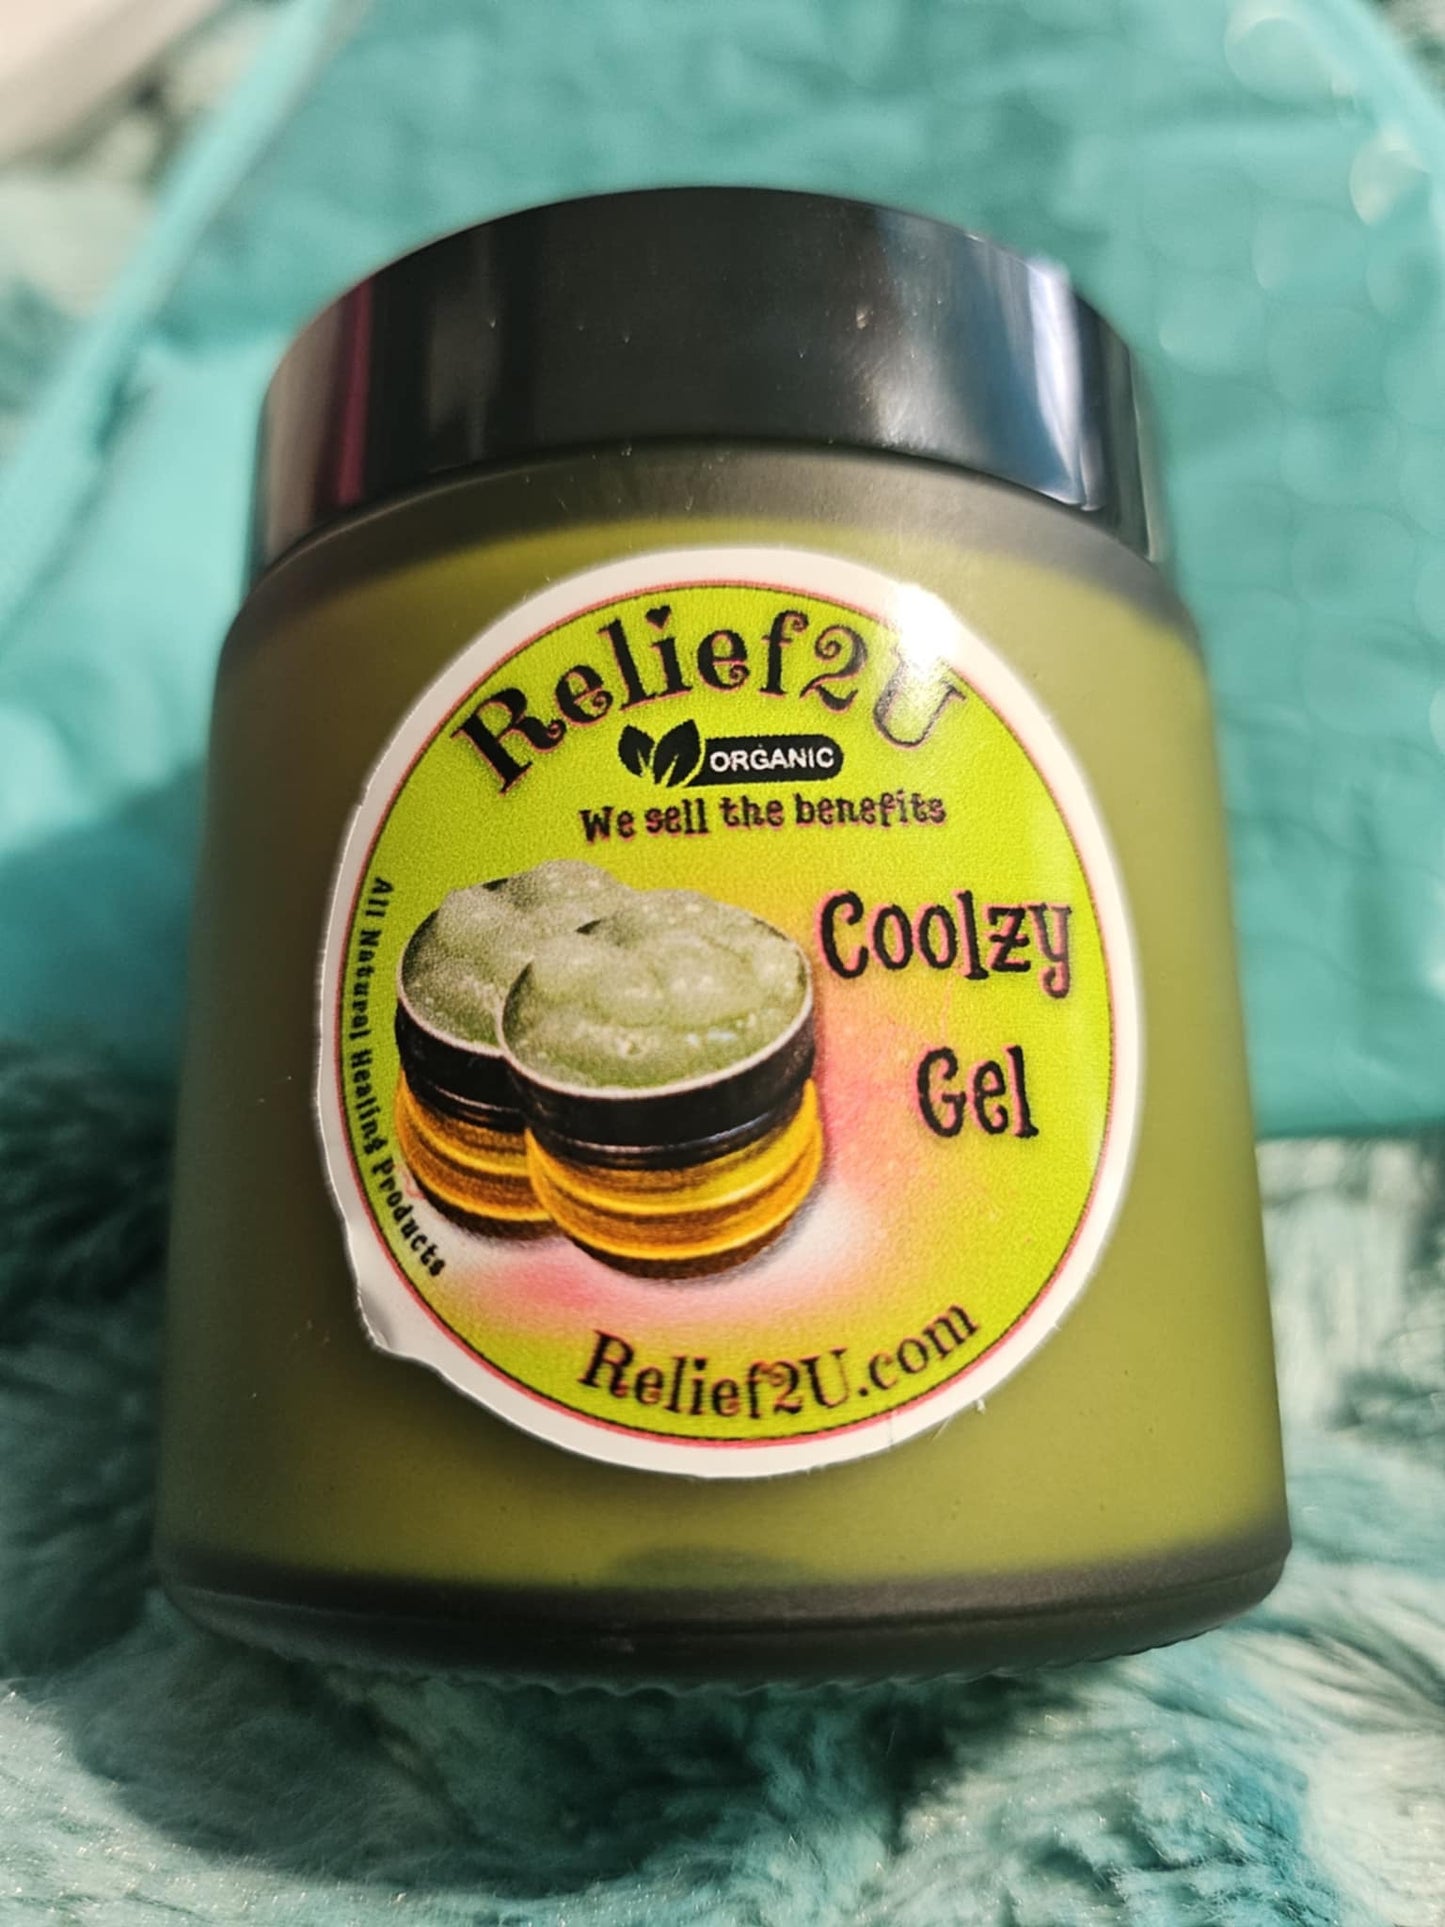 Relief2U
ORGANIC
We sell the benefits
All Natural Healing Products
Coolzy
Gel
Relief2U.com